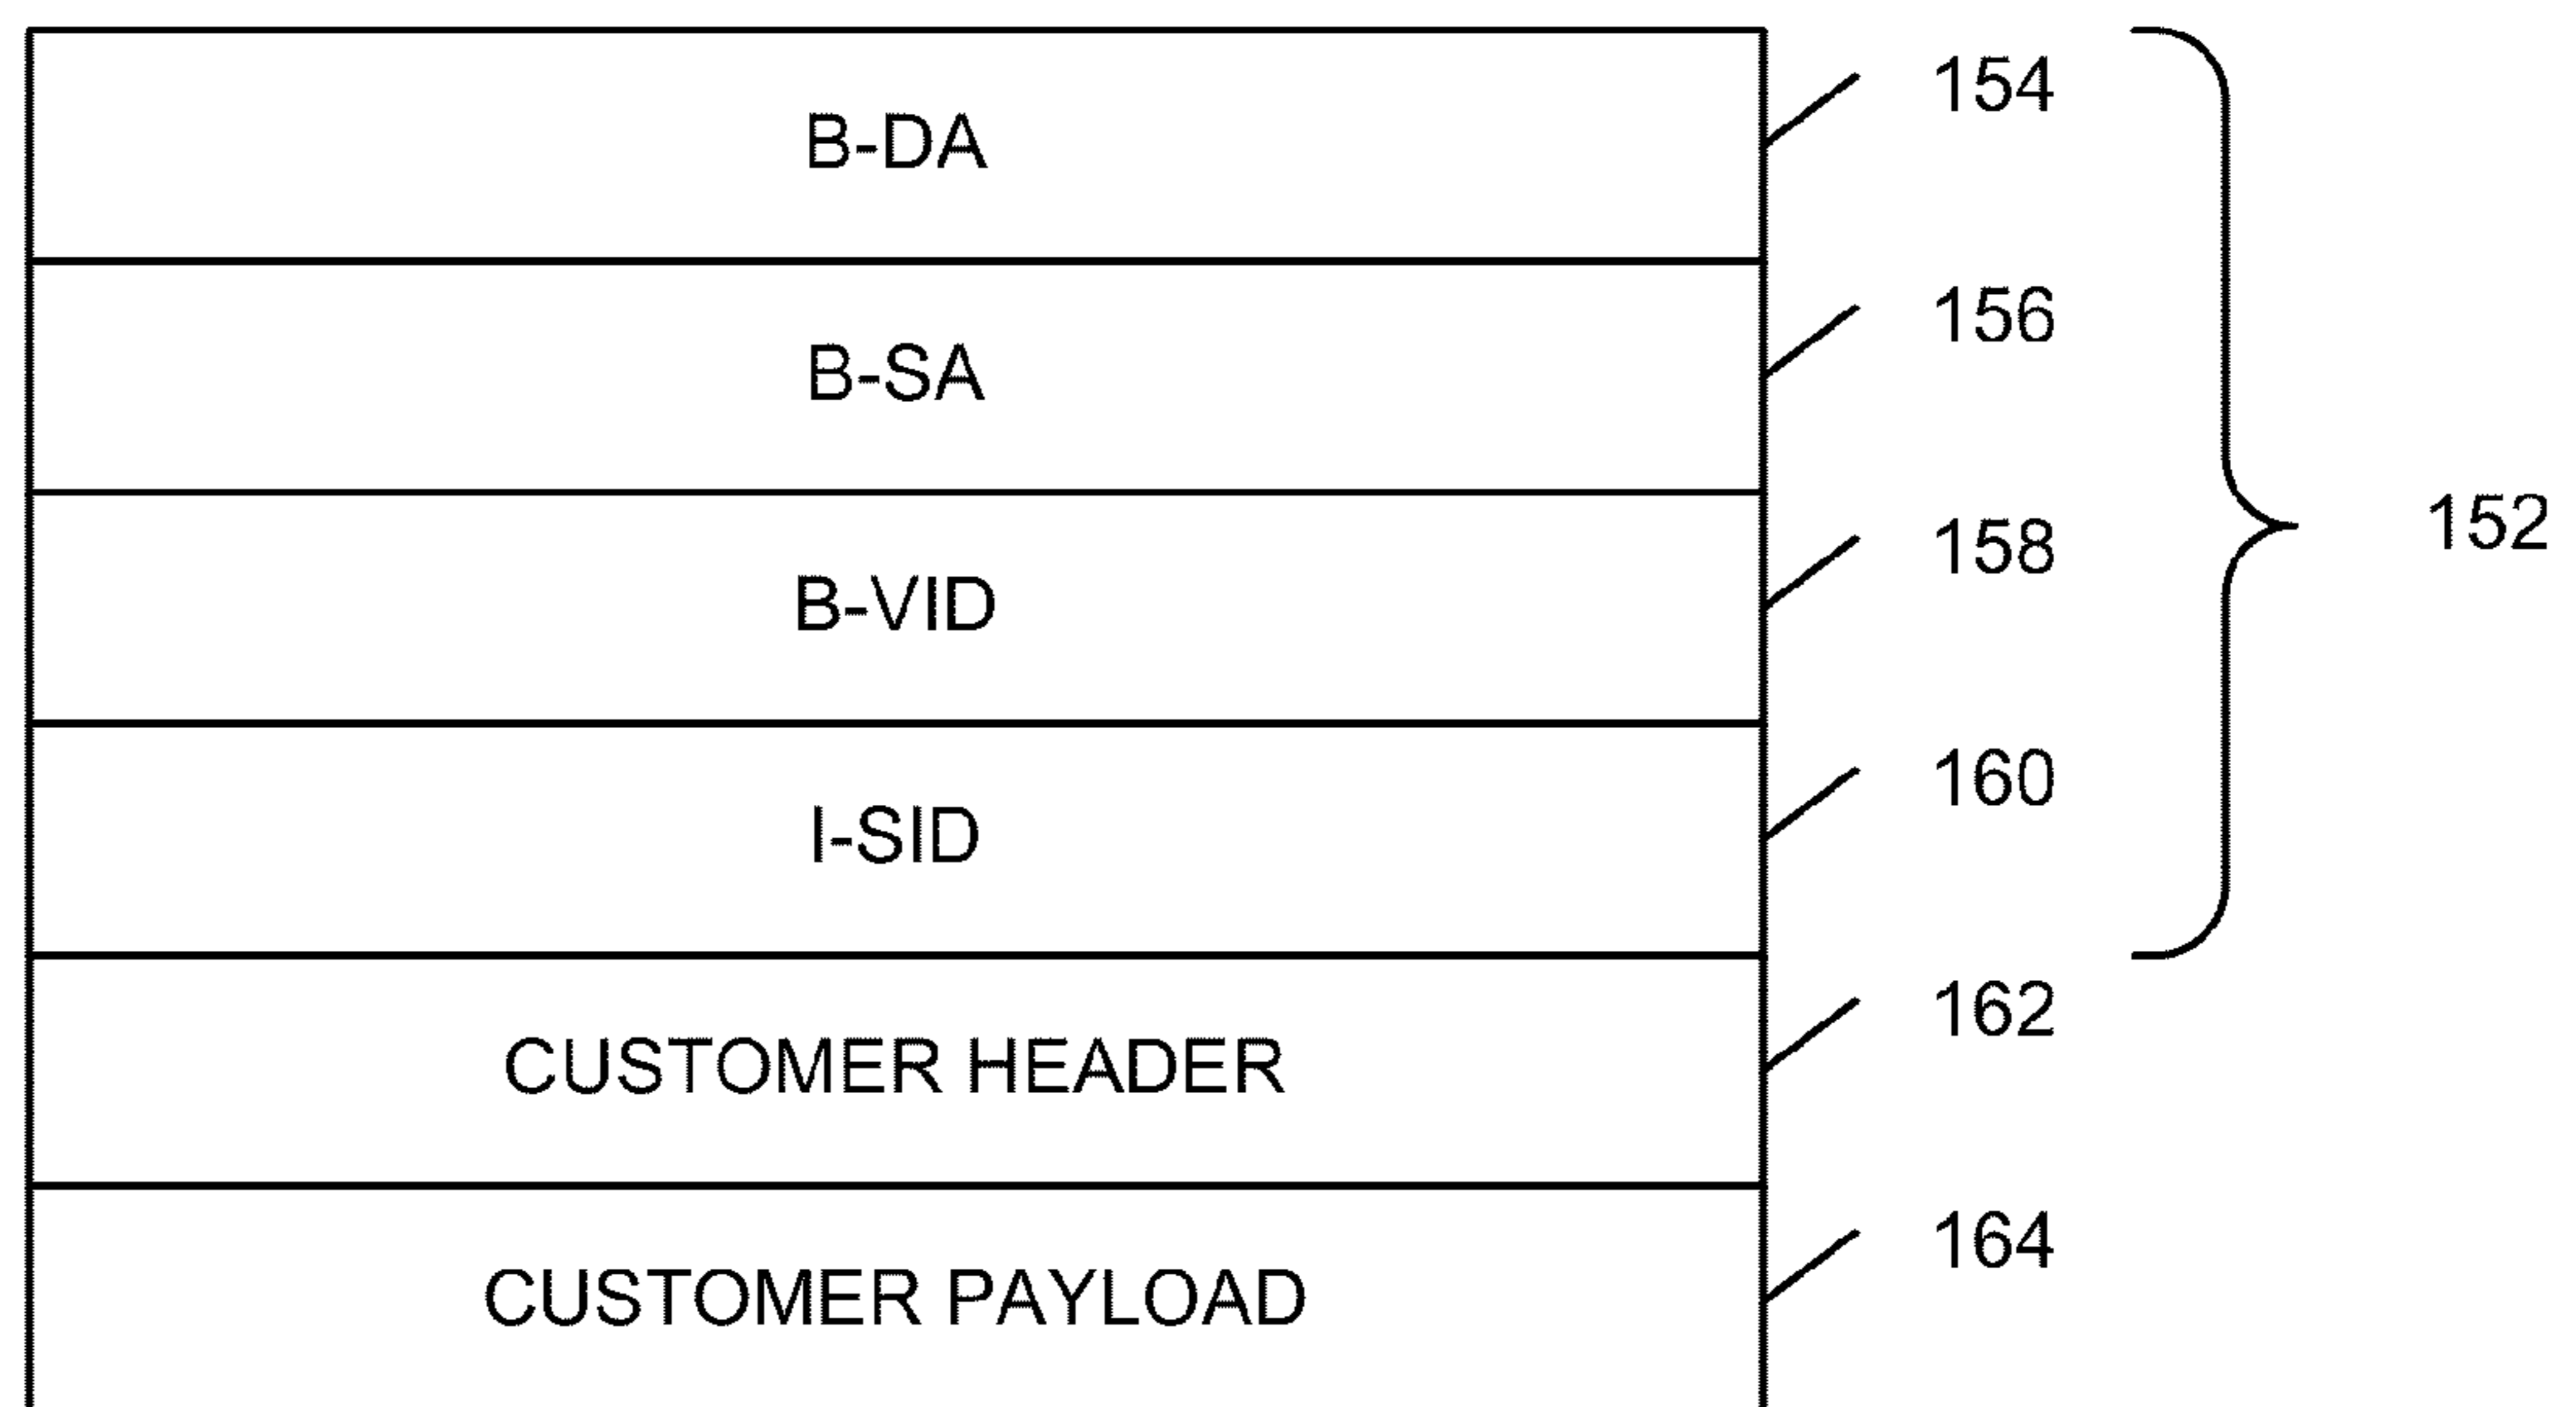 B-DA 154
B-SA 156
B-VID 158
152
I-SID 160
CUSTOMER HEADER 162
CUSTOMER PAYLOAD 164